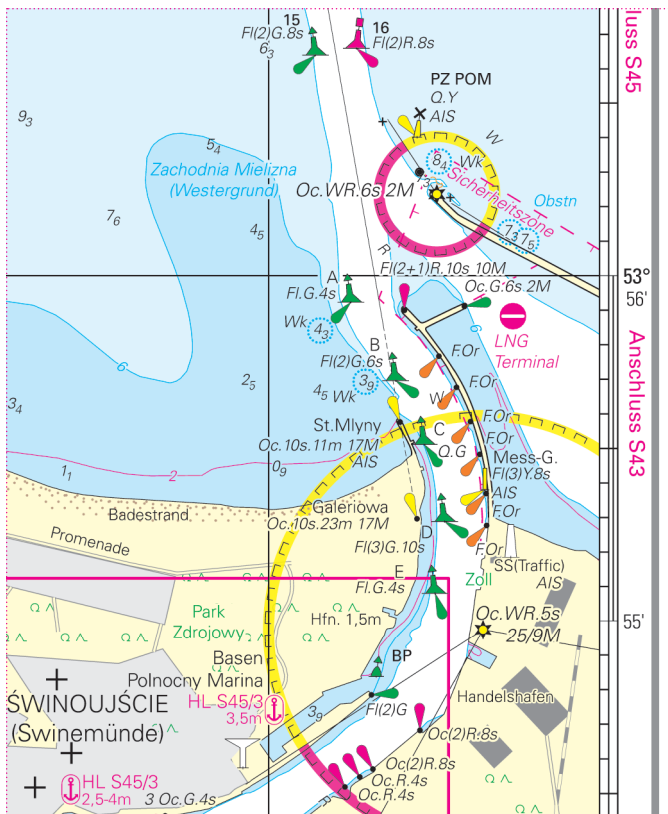 15
16
Fl(2)G.8s
Fl(2)R.8s
luss S45
6₃
PZ POM
Q.Y
AIS
9₃
5₄
W
8₄ Wk
Zachodnia Mielizna
(Westergrund)
Sicherheitszone
Oc.WR.6s 2M
Obstn
7₆
4₅
7₃
7₅
R
Fl(2+1)R.10s 10M
A
Oc.G.6s 2M
53°
56'
Fl.G.4s
Wk
4₃
6
LNG
Terminal
B
Fl(2)G.6s
F.Or
6
2₅
3₉
4₅ Wk
F.Or
3₄
W
St.Mlyny
C
F.Or
Oc.10s.11m 17M
AIS
Q.G
F.Or
Mess-G.
Fl(3)Y.8s
AIS
Anschluss S43
1₁
2
0₉
Galeriowa
Oc.10s.23m 17M
Badestrand
F.Or
Promenade
D
Fl(3)G.10s
F.Or
SS(Traffic)
AIS
E
Fl.G.4s
Zoll
Park
Zdrojowy
Hfn. 1,5m
Oc.WR.5s
25/9M
55'
Basen
Polnocny Marina
BP
HL S45/3
3,5m
3₉
Fl(2)G
Handelshafen
ŚWINOUJŚCIE
(Swinemünde)
Oc(2)R.8s
Oc(2)R.8s
HL S45/3
2,5-4m
3 Oc.G.4s
Oc.R.4s
Oc.R.4s
R